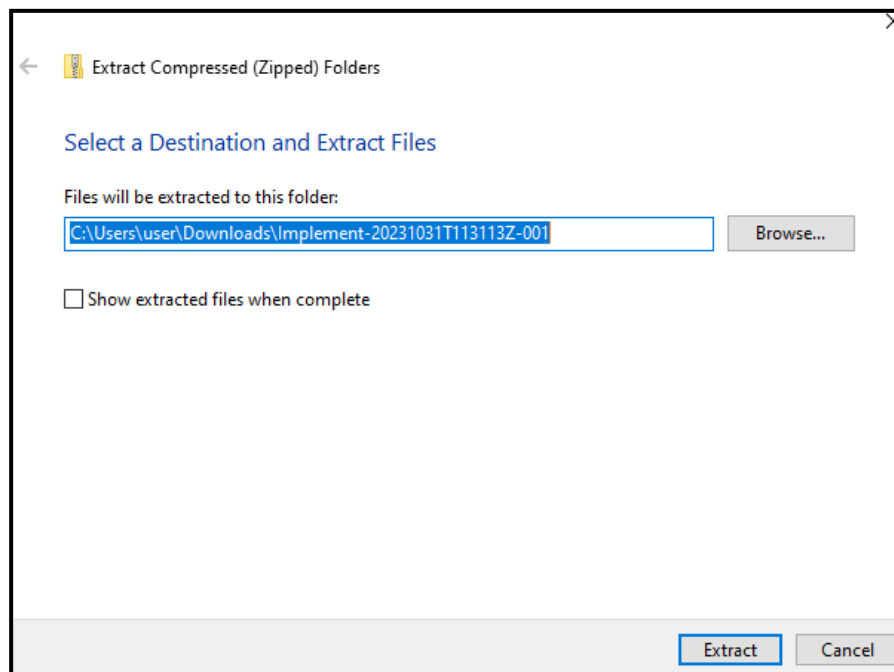 Extract Compressed (Zipped) Folders
Select a Destination and Extract Files
Files will be extracted to this folder:
C:\Users\user\Downloads\Implement-20231031T113113Z-001
Browse...
Show extracted files when complete
Extract
Cancel